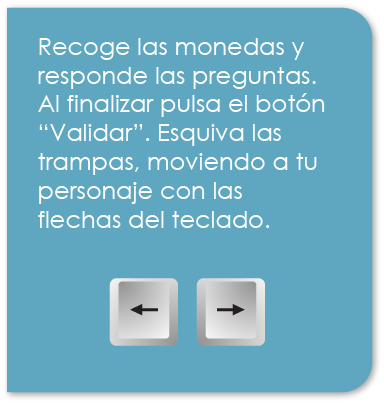 Recoge las monedas y
responde las preguntas.
Al finalizar pulsa el botón
“Validar”. Esquiva las
trampas, moviendo a tu
personaje con las
flechas del teclado.
← →